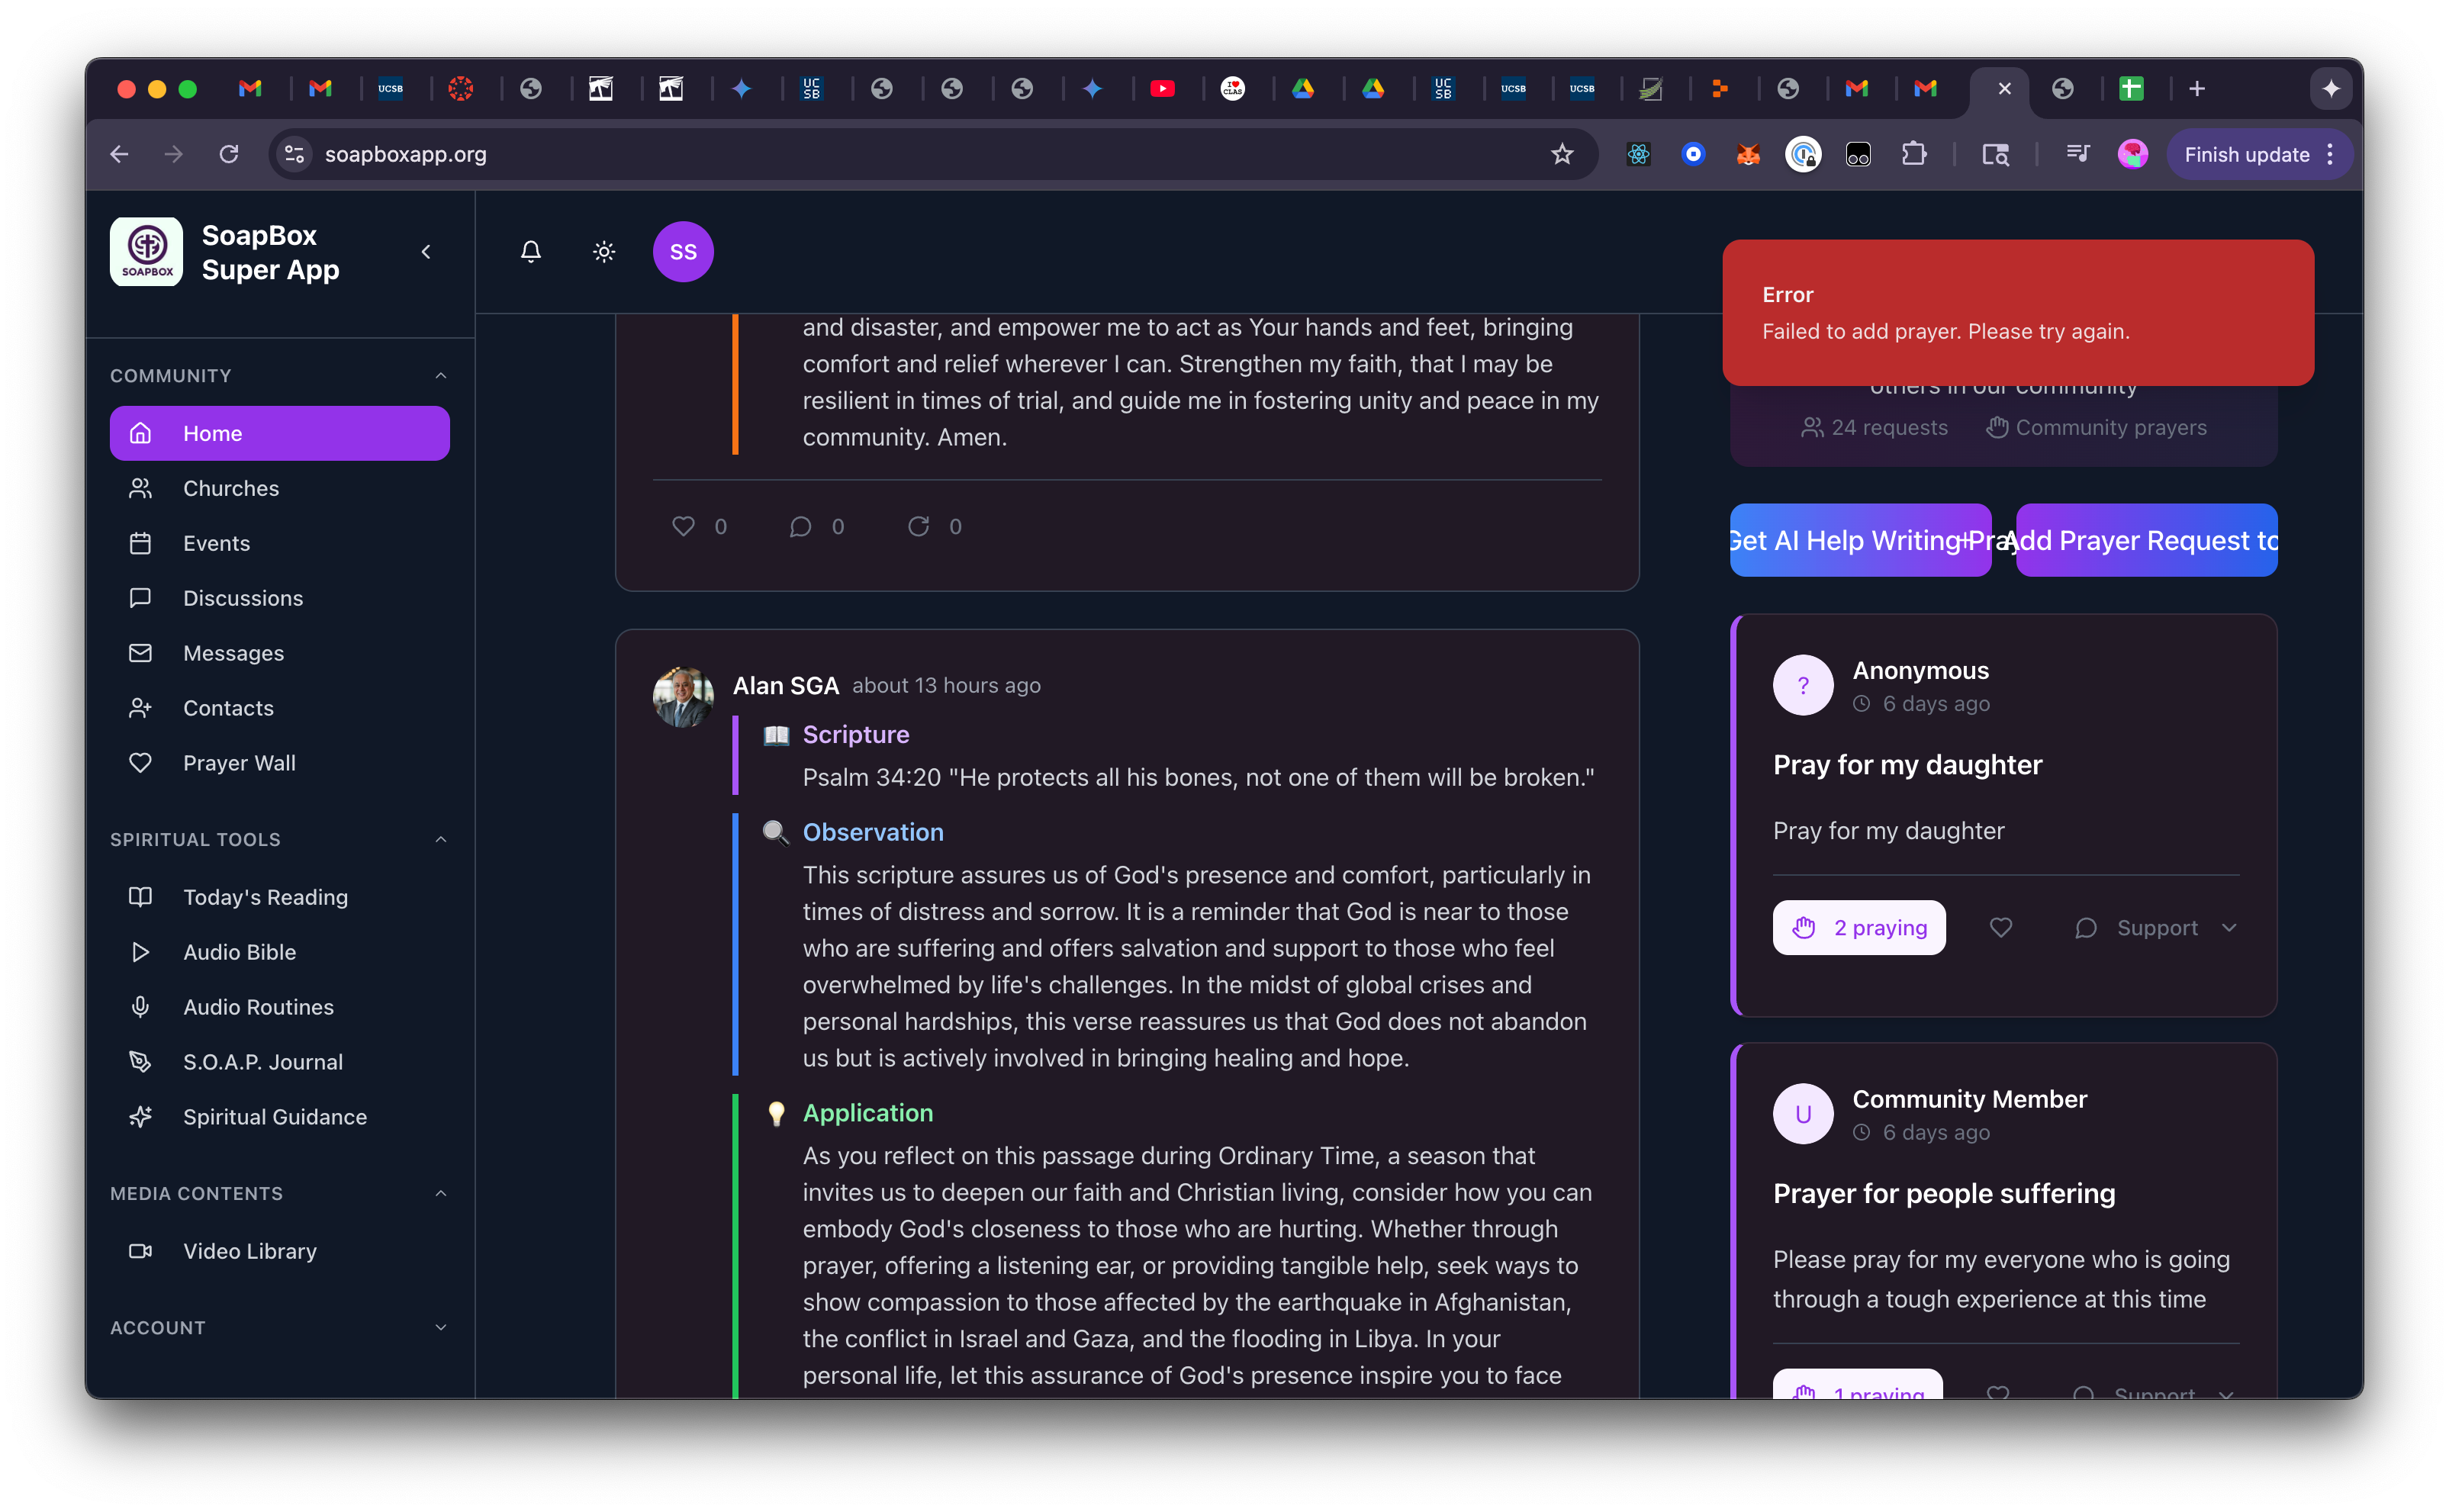 UCSB
UC
SB
I
CLAS
UC
SB
UCSB
UCSB
soapboxapp.org
Finish update
SOAPBOX
SoapBox
Super App
SS
Error
Failed to add prayer. Please try again.
COMMUNITY
Home
Churches
Events
Discussions
Messages
Contacts
Prayer Wall
SPIRITUAL TOOLS
Today's Reading
Audio Bible
Audio Routines
S.O.A.P. Journal
Spiritual Guidance
MEDIA CONTENTS
Video Library
ACCOUNT
and disaster, and empower me to act as Your hands and feet, bringing
comfort and relief wherever I can. Strengthen my faith, that I may be
resilient in times of trial, and guide me in fostering unity and peace in my
community. Amen.
0
0
0
Alan SGA about 13 hours ago
Scripture
Psalm 34:20 "He protects all his bones, not one of them will be broken."
Observation
This scripture assures us of God's presence and comfort, particularly in
times of distress and sorrow. It is a reminder that God is near to those
who are suffering and offers salvation and support to those who feel
overwhelmed by life's challenges. In the midst of global crises and
personal hardships, this verse reassures us that God does not abandon
us but is actively involved in bringing healing and hope.
Application
As you reflect on this passage during Ordinary Time, a season that
invites us to deepen our faith and Christian living, consider how you can
embody God's closeness to those who are hurting. Whether through
prayer, offering a listening ear, or providing tangible help, seek ways to
show compassion to those affected by the earthquake in Afghanistan,
the conflict in Israel and Gaza, and the flooding in Libya. In your
personal life, let this assurance of God's presence inspire you to face
others in our community
24 requests
Community prayers
Get AI Help Writing Pray
+ Add Prayer Request to
?
Anonymous
6 days ago
Pray for my daughter
Pray for my daughter
2 praying
Support
U
Community Member
6 days ago
Prayer for people suffering
Please pray for my everyone who is going
through a tough experience at this time
1 praying
Support